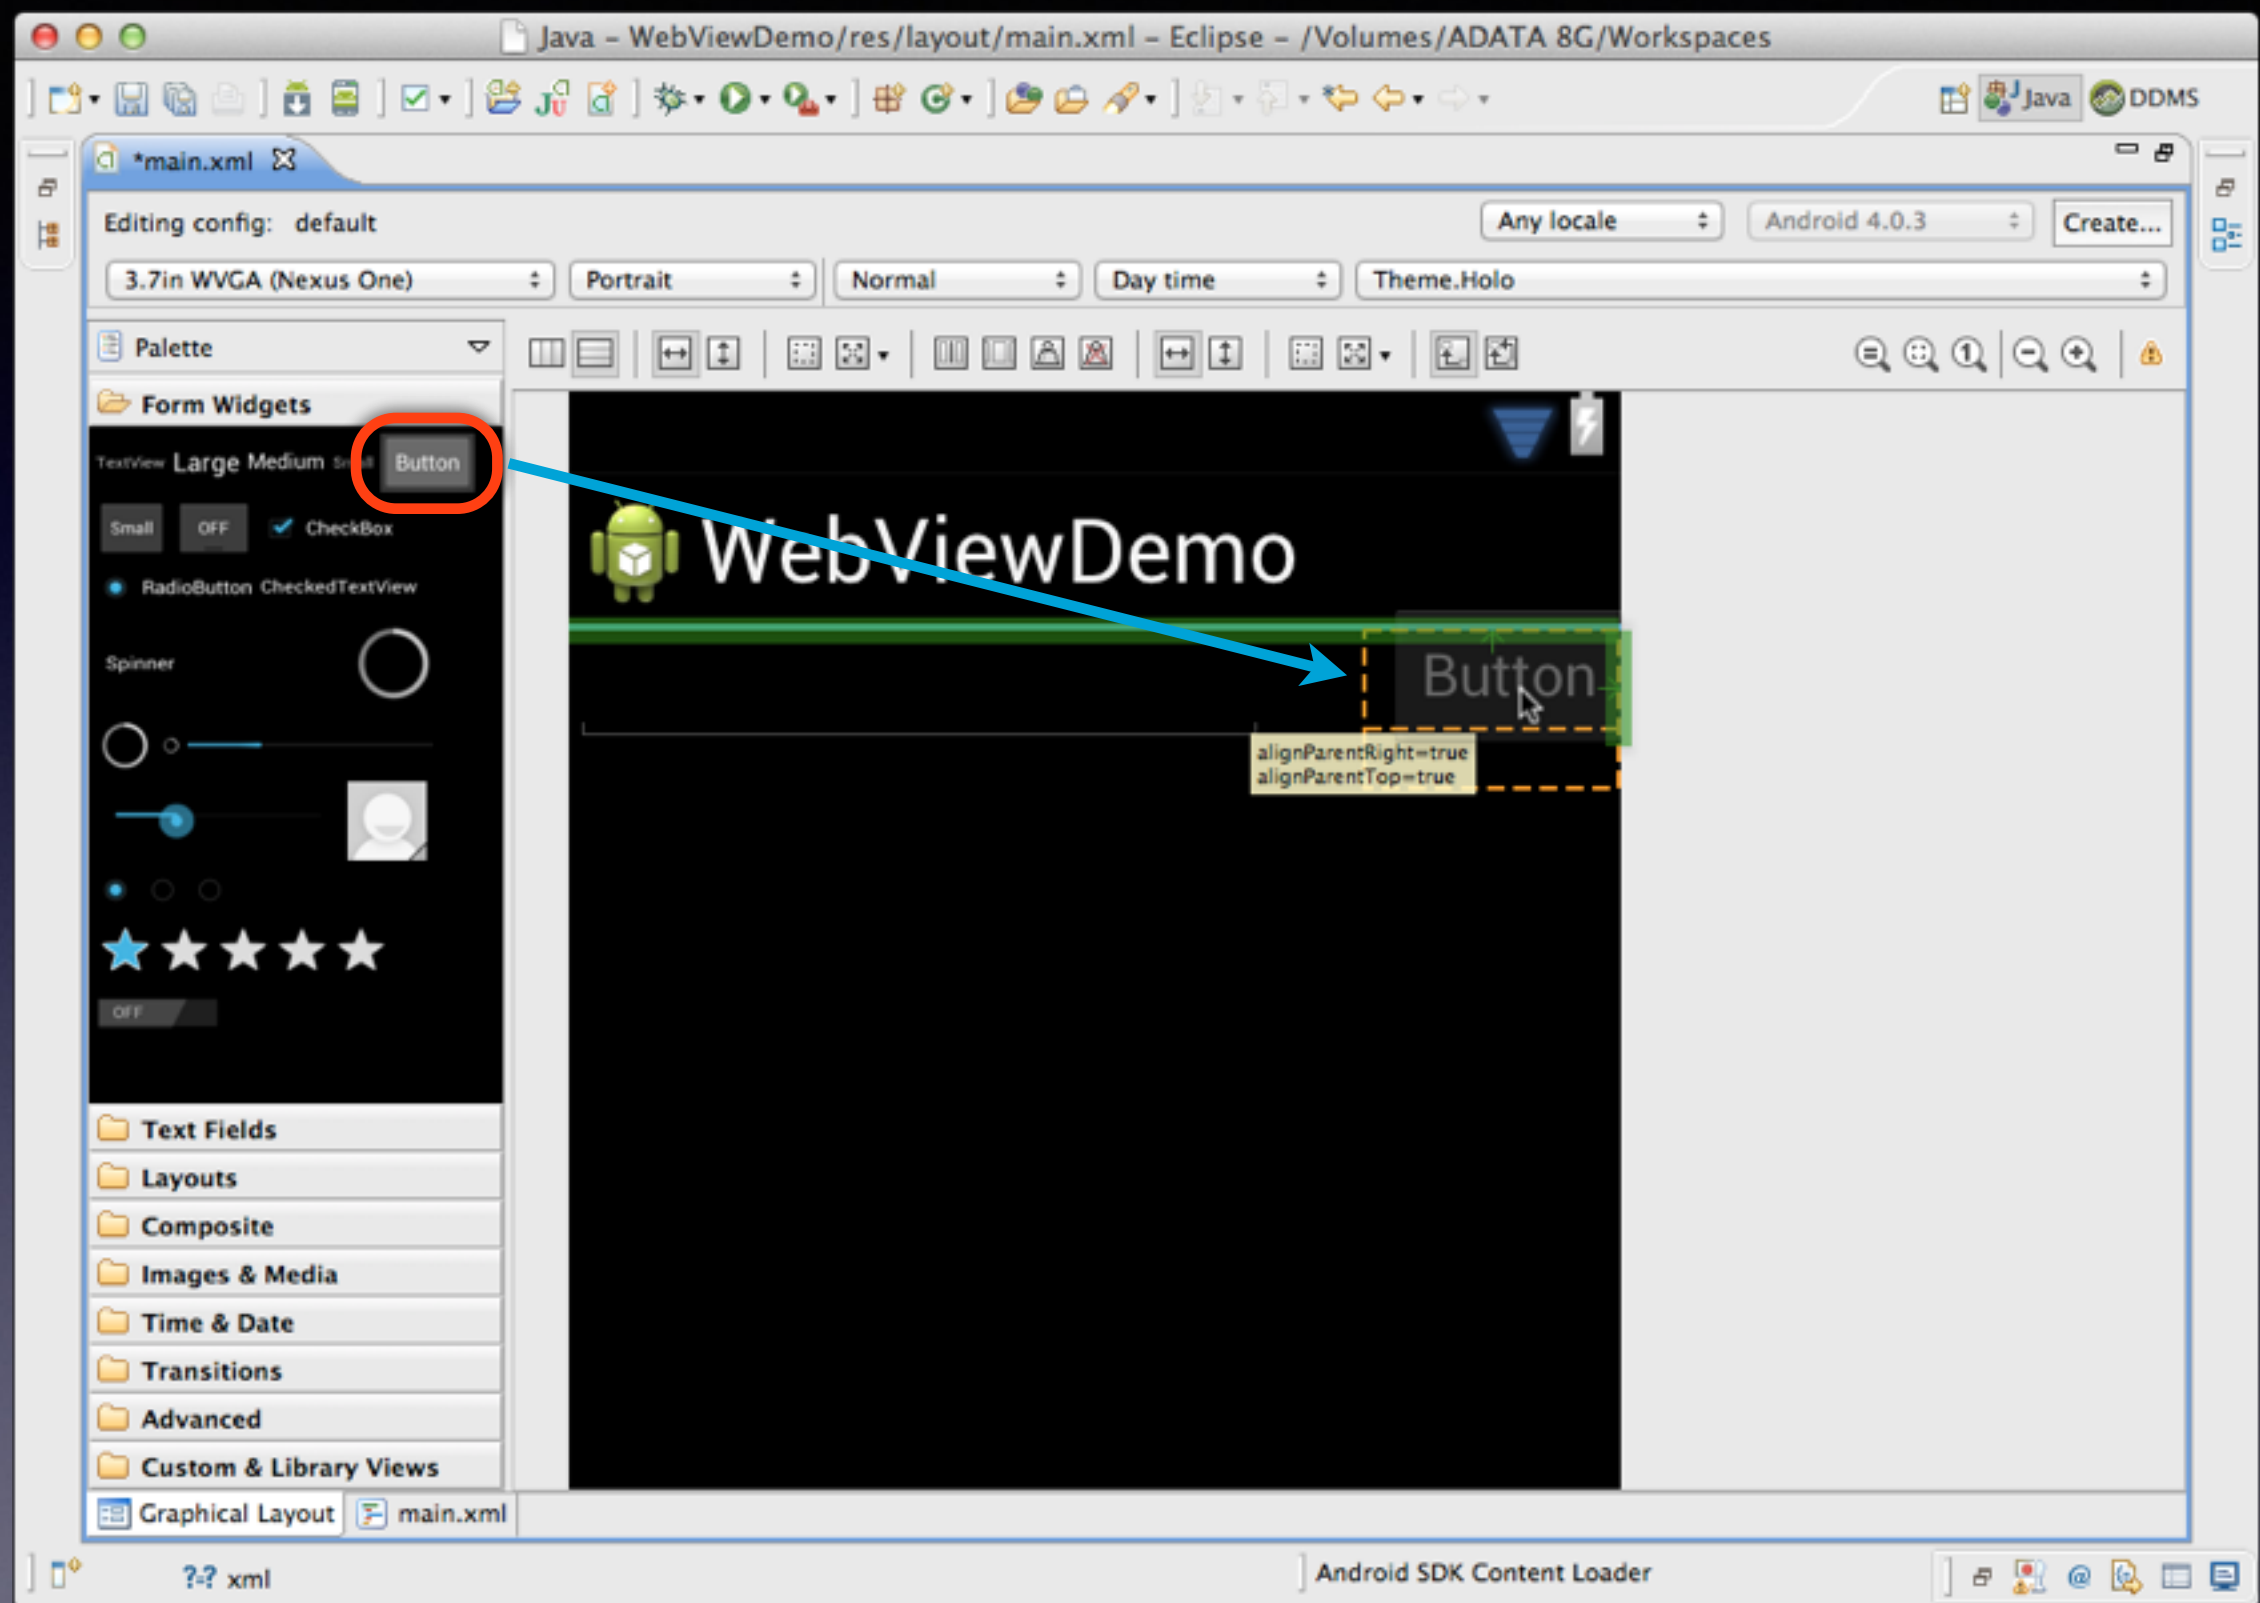 Java – WebViewDemo/res/layout/main.xml – Eclipse – /Volumes/ADATA 8G/Workspaces
Java DDMS
*main.xml
Editing config: default Any locale Android 4.0.3 Create...
3.7in WVGA (Nexus One) Portrait Normal Day time Theme.Holo
Palette
Form Widgets
TextView Large Medium Small Button
Small OFF CheckBox
RadioButton CheckedTextView
Spinner
OFF
Text Fields
Layouts
Composite
Images & Media
Time & Date
Transitions
Advanced
Custom & Library Views
WebViewDemo
Button
alignParentRight=true
alignParentTop=true
Graphical Layout main.xml
?=? xml
Android SDK Content Loader